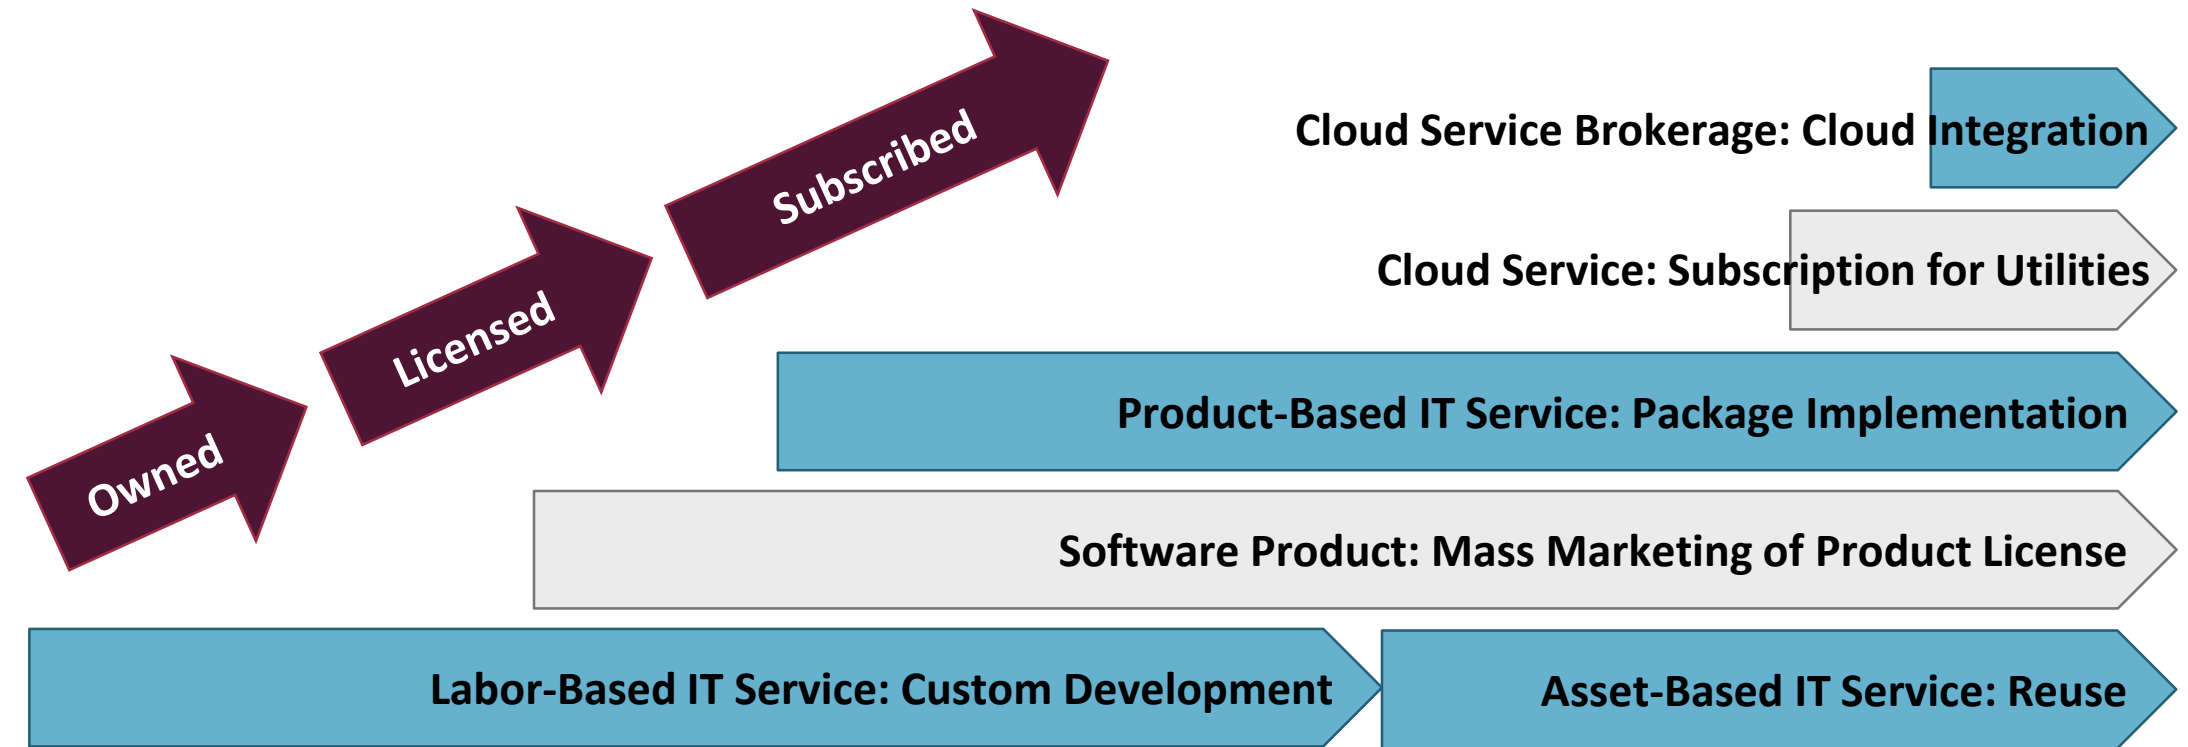 Owned
Licensed
Subscribed
Cloud Service Brokerage: Cloud Integration
Cloud Service: Subscription for Utilities
Product-Based IT Service: Package Implementation
Software Product: Mass Marketing of Product License
Labor-Based IT Service: Custom Development
Asset-Based IT Service: Reuse